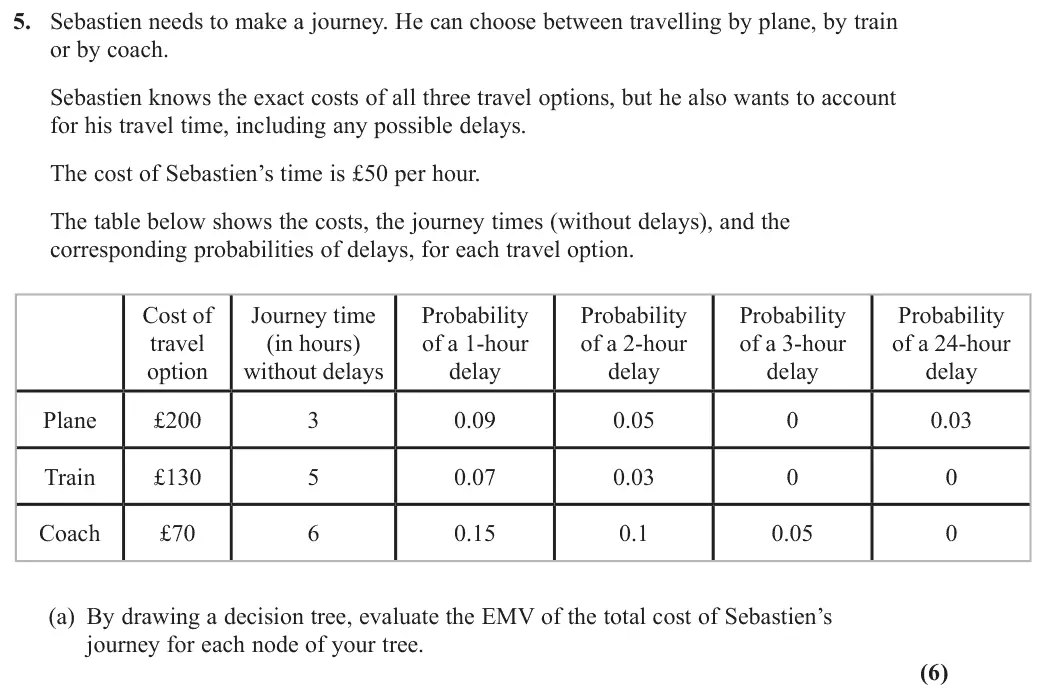 5. Sebastien needs to make a journey. He can choose between travelling by plane, by train
or by coach.
Sebastien knows the exact costs of all three travel options, but he also wants to account
for his travel time, including any possible delays.
The cost of Sebastien's time is £50 per hour.
The table below shows the costs, the journey times (without delays), and the
corresponding probabilities of delays, for each travel option.
Cost of Journey time Probability Probability Probability Probability
travel (in hours) of a 1-hour of a 2-hour of a 3-hour of a 24-hour
option without delays delay delay delay delay
Plane £200 3 0.09 0.05 0 0.03
Train £130 5 0.07 0.03 0 0
Coach £70 6 0.15 0.1 0.05 0
(a) By drawing a decision tree, evaluate the EMV of the total cost of Sebastien's
journey for each node of your tree.
(6)